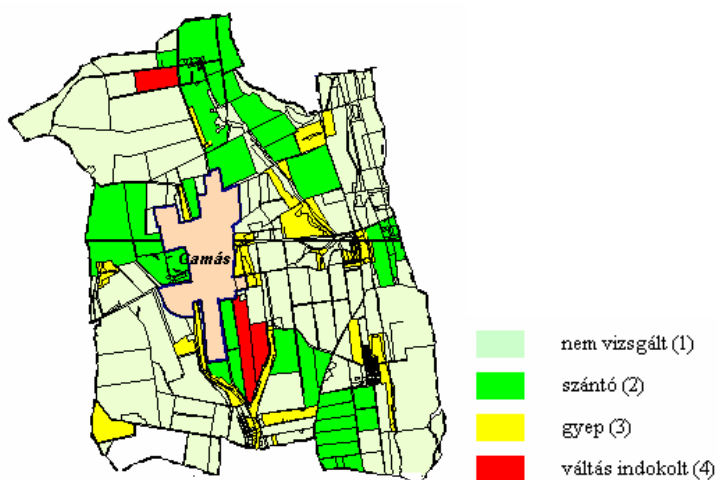 Gamás
nem vizsgált (1)
szántó (2)
gyep (3)
váltás indokolt (4)